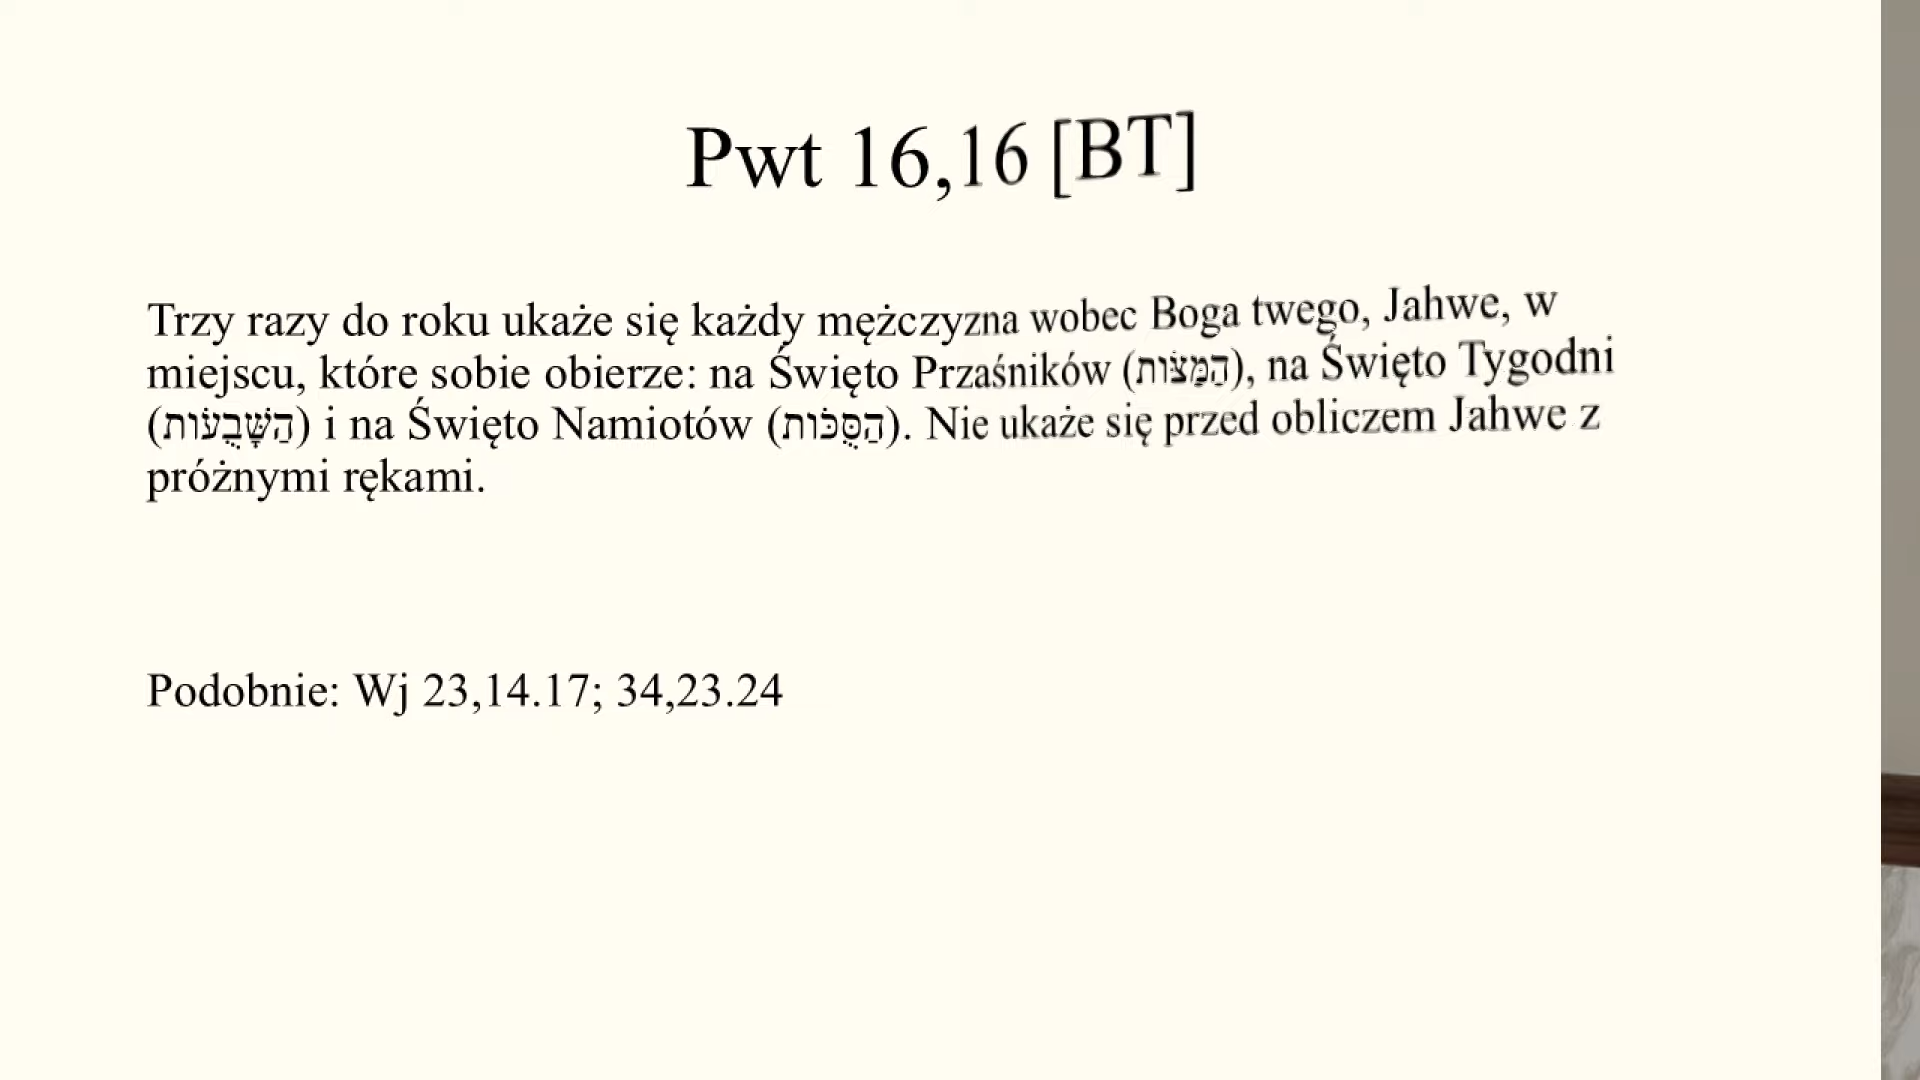 Pwt 16,16 [BT]
Trzy razy do roku ukaże się każdy mężczyzna wobec Boga twego, Jahwe, w
miejscu, które sobie obierze: na Święto Przaśników (הַמַּצּוֹת), na Święto Tygodni
(הַשָּׁבֻעוֹת) i na Święto Namiotów (הַסֻּכּוֹת). Nie ukaże się przed obliczem Jahwe z
próżnymi rękami.
Podobnie: Wj 23,14.17; 34,23.24